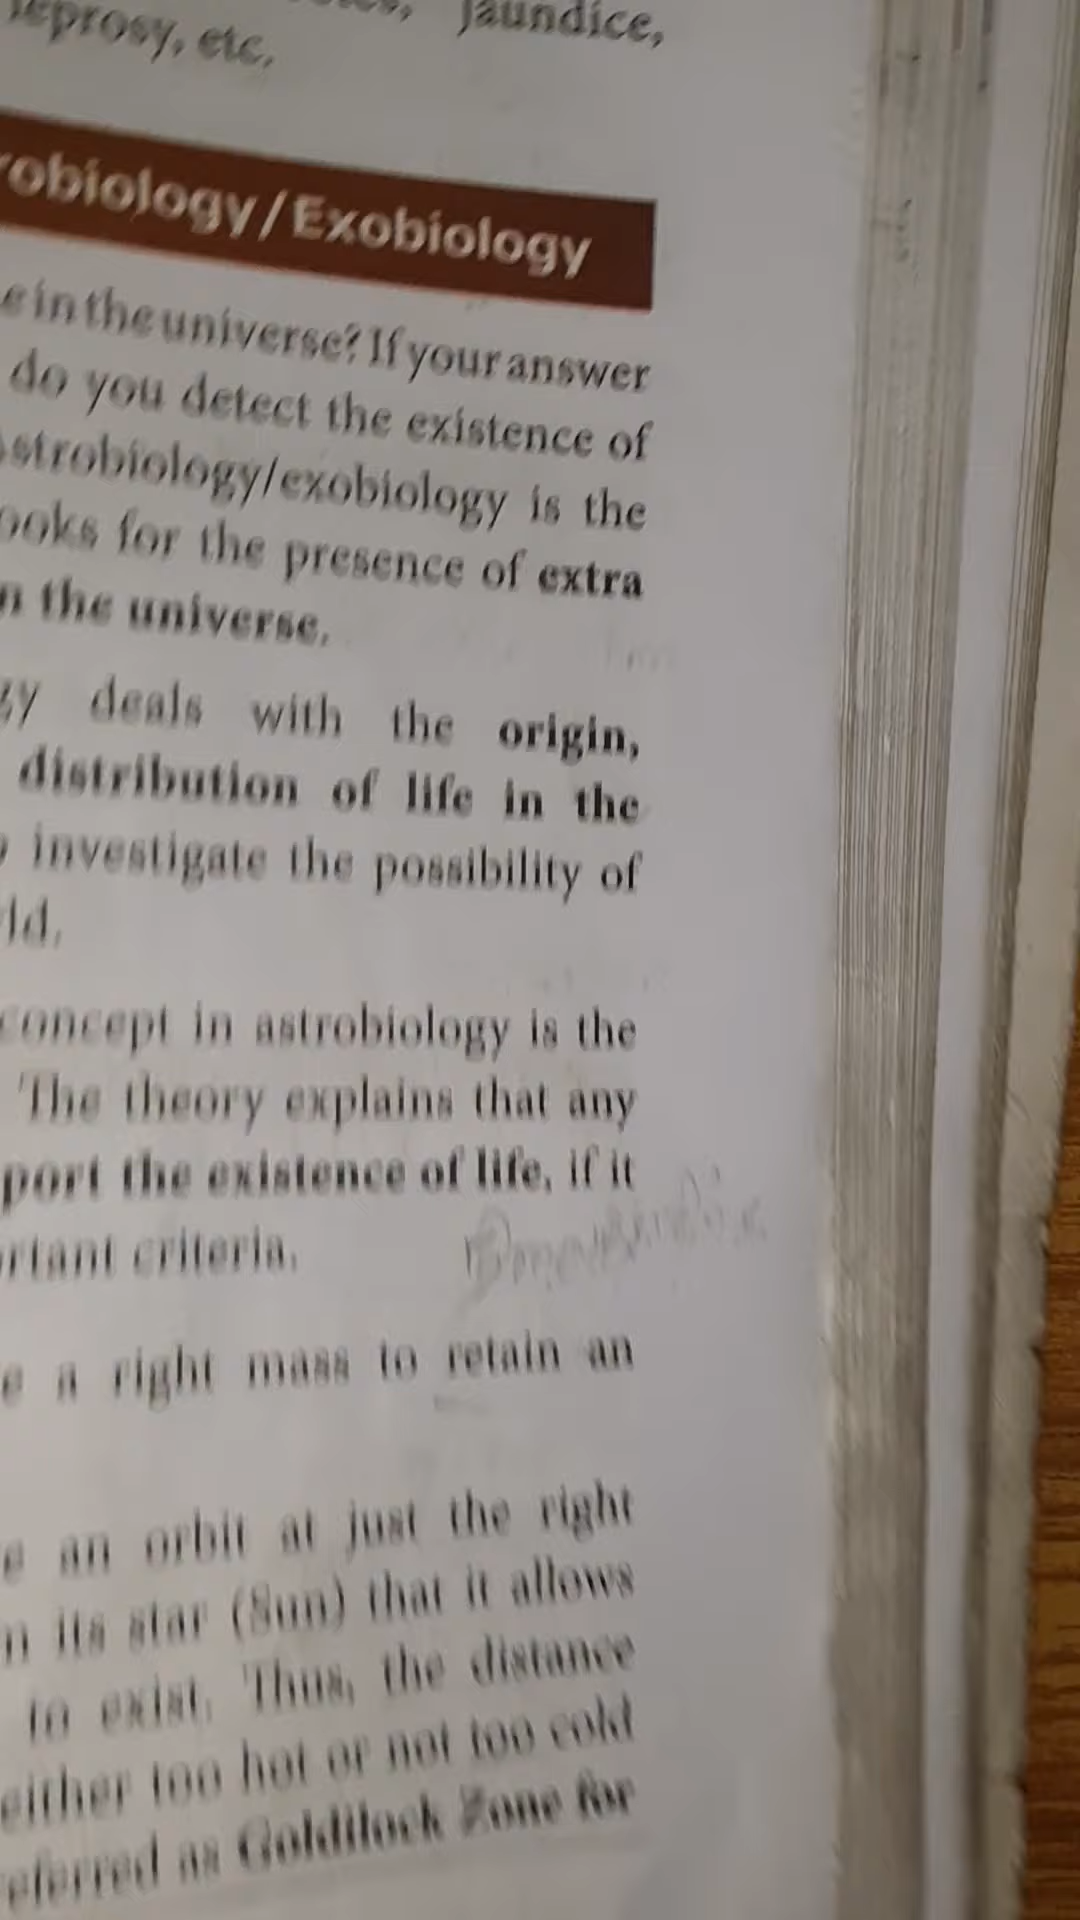 leprosy, etc. jaundice,
robiology/Exobiology
e in the universe? If your answer
do you detect the existence of
strobiology/exobiology is the
ooks for the presence of extra
n the universe.
gy deals with the origin,
distribution of life in the
investigate the possibility of
ld.
concept in astrobiology is the
The theory explains that any
port the existence of life, if it
rtant criteria.
e a right mass to retain an
e an orbit at just the right
n its star (Sun) that it allows
to exist. Thus, the distance
either too hot or not too cold
eferred as Goldilock Zone for